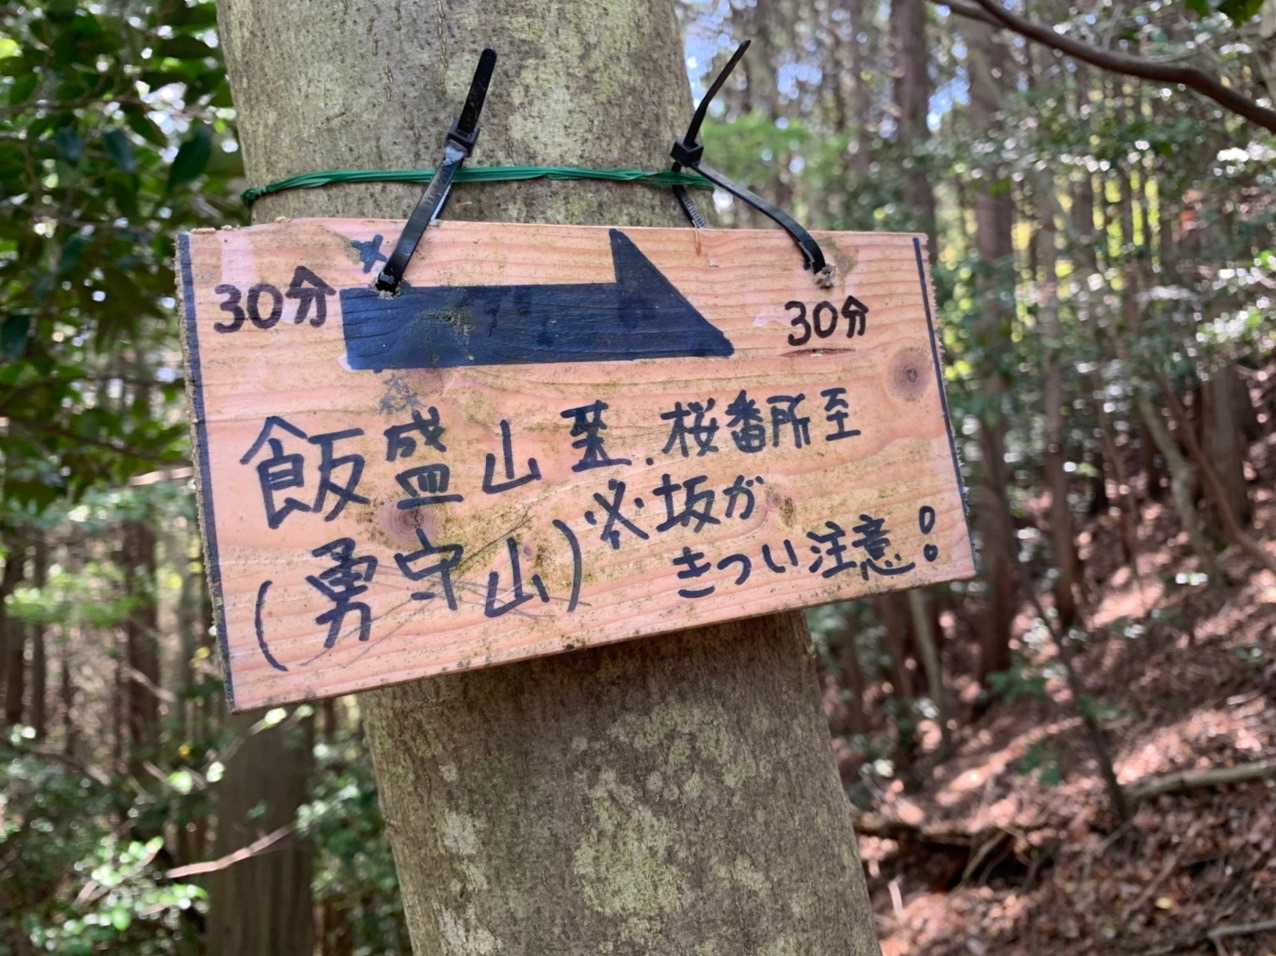 30分 30分
飯盛山 至 桜番所 至
(勇守山) ※坂が
きつい注意!